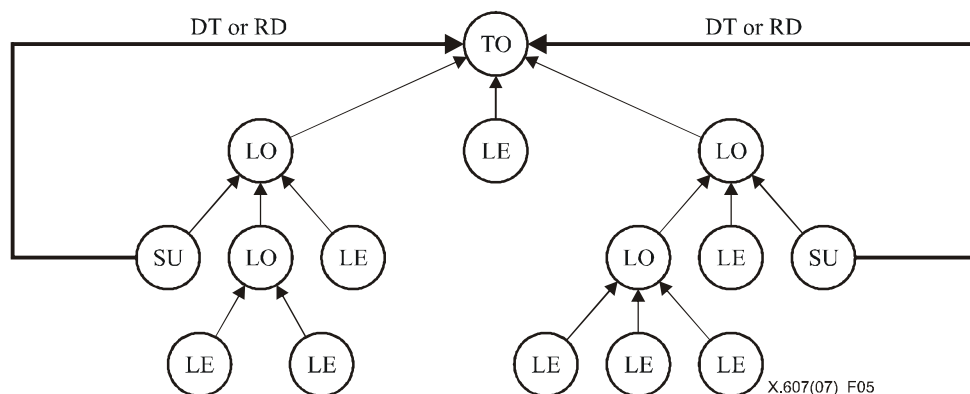 DT or RD TO DT or RD
LO LE LO
SU LO LE LO LE SU
LE LE LE LE LE
X.607(07)_F05